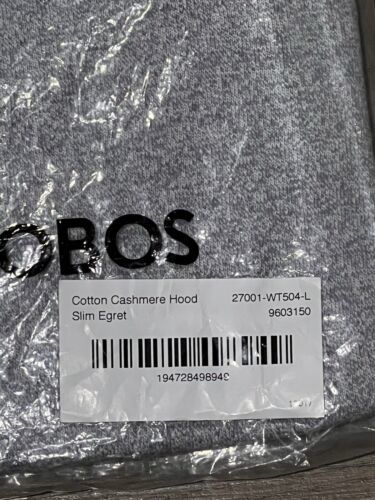 OBOS
Cotton Cashmere Hood 27001-WT504-L
Slim Egret 9603150
194728498949